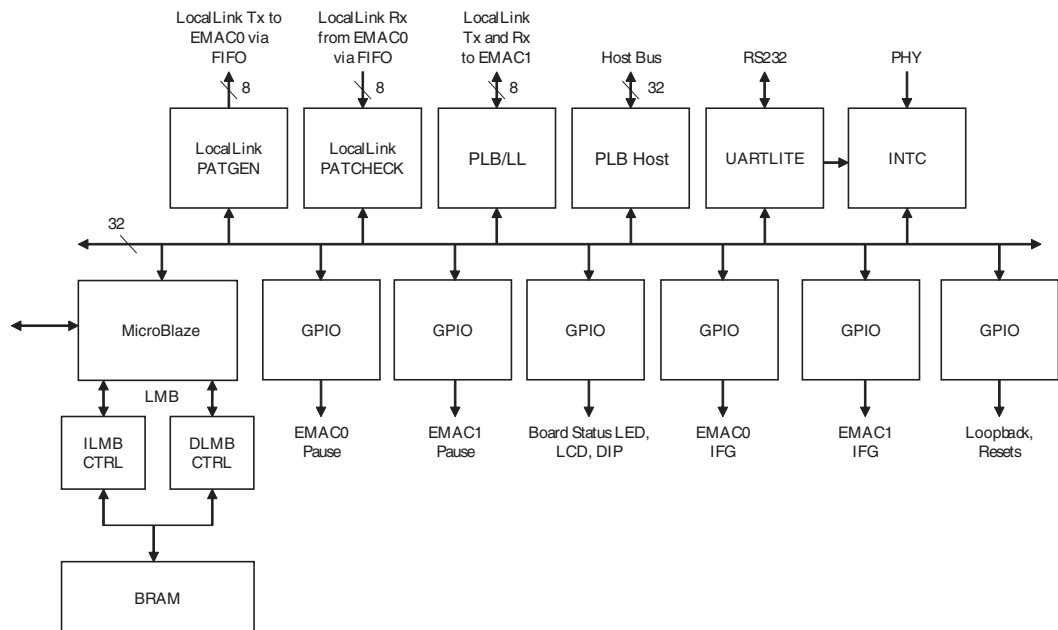 LocalLink Tx to
EMAC0 via
FIFO
LocalLink Rx
from EMAC0
via FIFO
LocalLink
Tx and Rx
to EMAC1
Host Bus
RS232
PHY
8
8
8
32
LocalLink
PATGEN
LocalLink
PATCHECK
PLB/LL
PLB Host
UARTLITE
INTC
32
MicroBlaze
GPIO
GPIO
GPIO
GPIO
GPIO
GPIO
LMB
ILMB
CTRL
DLMB
CTRL
EMAC0
Pause
EMAC1
Pause
Board Status LED,
LCD, DIP
EMAC0
IFG
EMAC1
IFG
Loopback,
Resets
BRAM